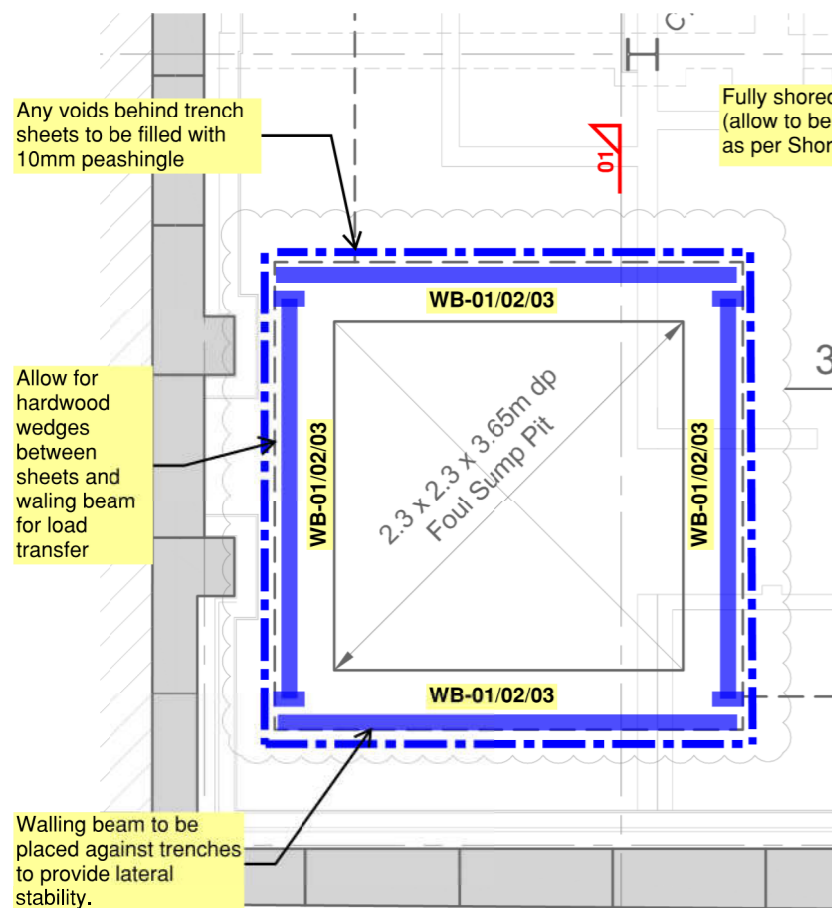 C
Any voids behind trench
sheets to be filled with
10mm peashingle
Fully shored
(allow to be
as per Shor
01
WB-01/02/03
Allow for
hardwood
wedges
between
sheets and
waling beam
for load
transfer
WB-01/02/03
2.3 x 2.3 x 3.65m dp
Foul Sump Pit
WB-01/02/03
3
WB-01/02/03
Walling beam to be
placed against trenches
to provide lateral
stability.